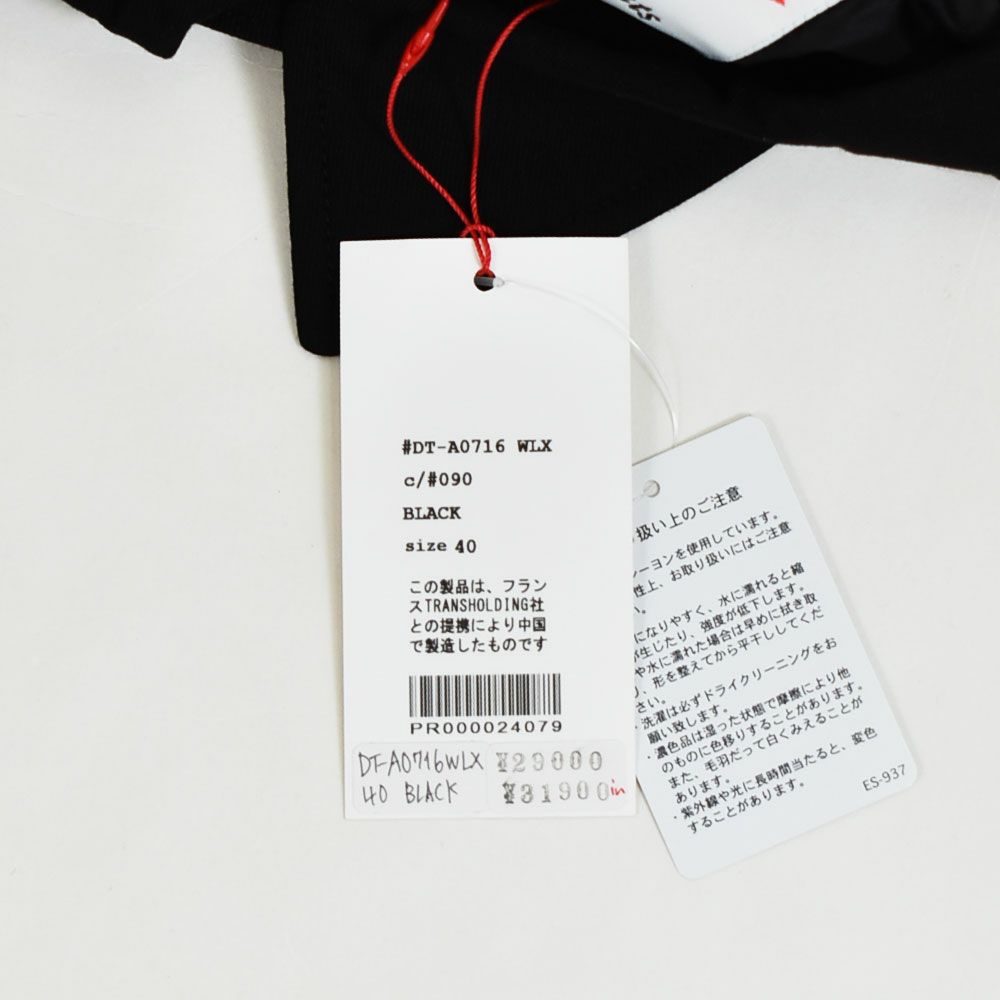 #DT-A0716 WLX
c/#090
BLACK
size 40
この製品は、フラン
スTRANSHOLDING社
との提携により中国
で製造したものです
PR000024079
DT-A0716WLX
40 BLACK
¥29000
¥31900in
扱い上のご注意
ーヨンを使用しています。
性上、お取り扱いにはご注意
い。
になりやすく、水に濡れると縮
が生じたり、強度が低下します。
や水に濡れた場合は早めに拭き取
り、形を整えてから平干ししてくだ
さい。
・洗濯は必ずドライクリーニングをお
願い致します。
・濃色品は湿った状態で摩擦により他
のものに色移りすることがあります。
また、毛羽だって白くみえることが
あります。
・紫外線や光に長時間当たると、変色
することがあります。
ES-937